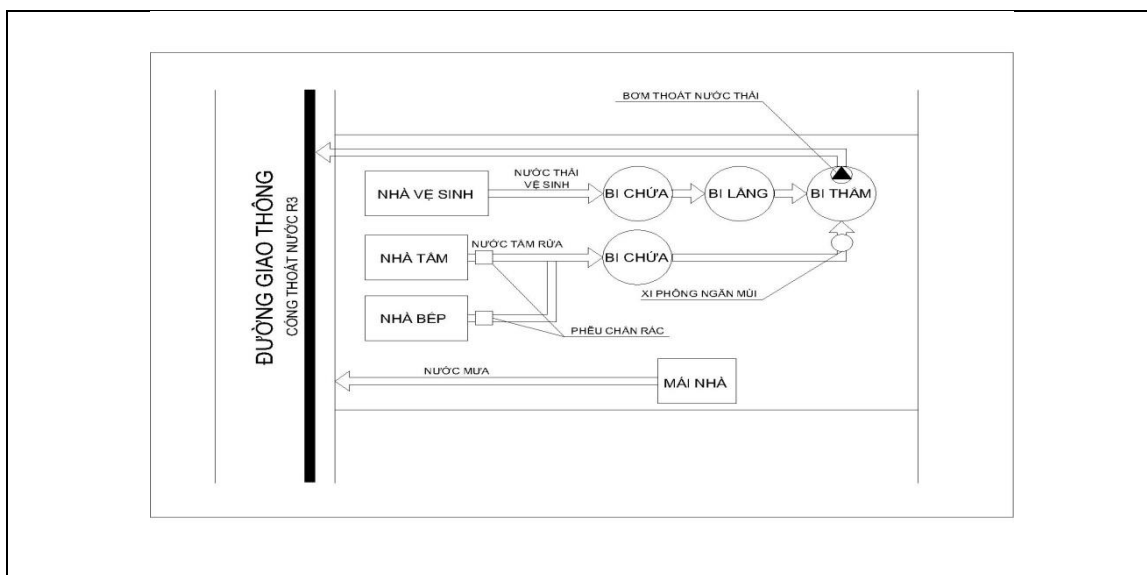 BƠM THOÁT NƯỚC THẢI
ĐƯỜNG GIAO THÔNG
CỐNG THOÁT NƯỚC R3
NHÀ VỆ SINH
NƯỚC THẢI
VỆ SINH
BI CHỨA
BI LẮNG
BI THẤM
NHÀ TẮM
NƯỚC TẮM RỬA
BI CHỨA
XI PHÔNG NGĂN MÙI
NHÀ BẾP
PHỄU CHẮN RÁC
NƯỚC MƯA
MÁI NHÀ